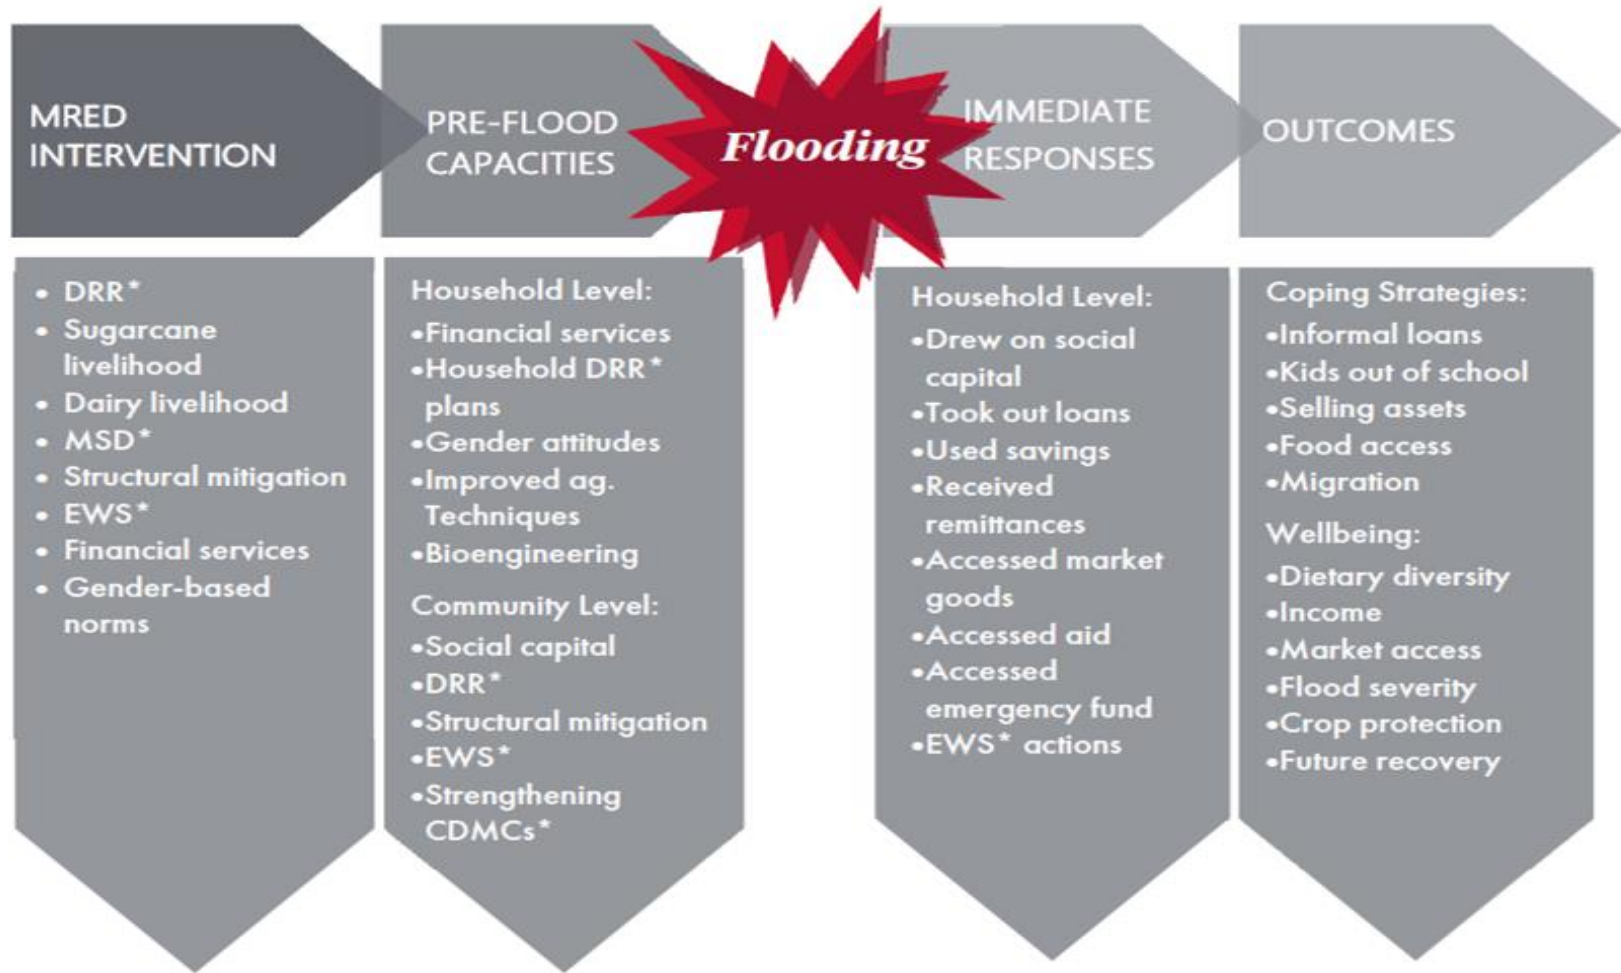 MRED
INTERVENTION
PRE-FLOOD
CAPACITIES
Flooding
IMMEDIATE
RESPONSES
OUTCOMES
• DRR*
• Sugarcane
livelihood
• Dairy livelihood
• MSD*
• Structural mitigation
• EWS*
• Financial services
• Gender-based
norms
Household Level:
•Financial services
•Household DRR*
plans
•Gender attitudes
•Improved ag.
Techniques
•Bioengineering
Community Level:
•Social capital
•DRR*
•Structural mitigation
•EWS*
•Strengthening
CDMCs*
Household Level:
•Drew on social
capital
•Took out loans
•Used savings
•Received
remittances
•Accessed market
goods
•Accessed aid
•Accessed
emergency fund
•EWS* actions
Coping Strategies:
•Informal loans
•Kids out of school
•Selling assets
•Food access
•Migration
Wellbeing:
•Dietary diversity
•Income
•Market access
•Flood severity
•Crop protection
•Future recovery